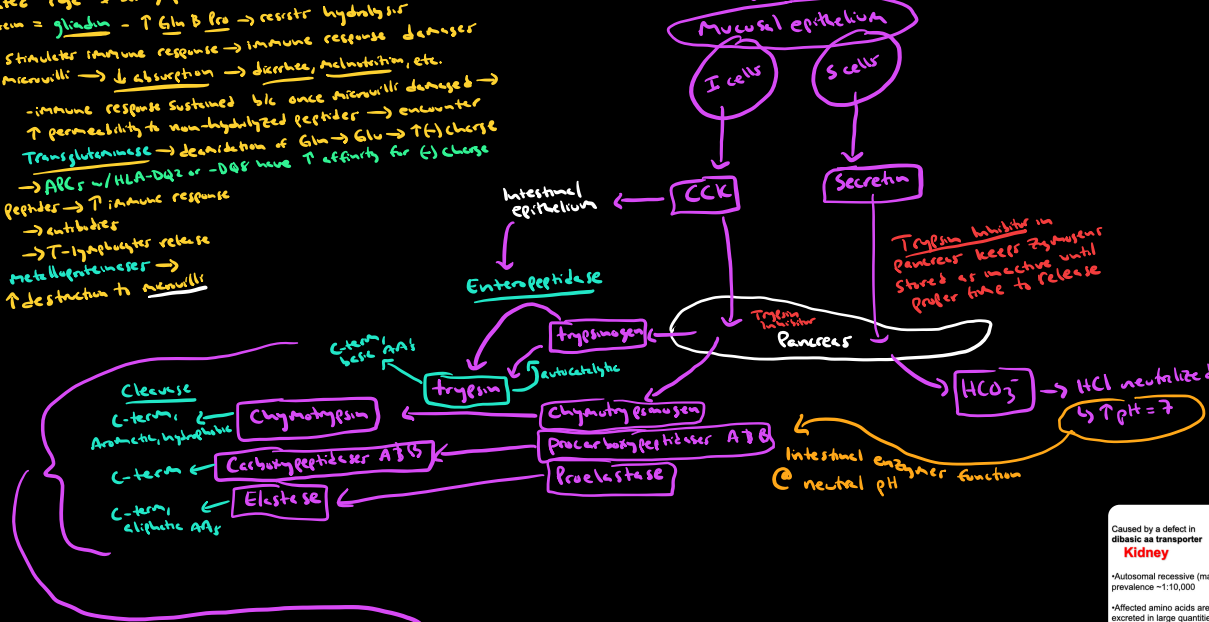 = gliadin - ↑ Gln & Pro → resists hydrolysis
Stimulates immune response → immune response damages
microvilli → ↓ absorption → diarrhea, malnutrition, etc.
- immune response sustained b/c once microvilli damaged →
↑ permeability to non-hydrolyzed peptides → encounter
Transglutaminase → deamidation of Gln → Glu → ↑ (-) charge
→ APCs w/ HLA-DQ2 or -DQ8 have ↑ affinity for (-) charge
peptides → ↑ immune response
→ antibodies
→ T-lymphocytes release
metalloproteinases →
↑ destruction to microvilli
Mucusal epithelium
I cells
S cells
CCK
Secretin
Intestinal
epithelium
Enteropeptidase
Trypsin Inhibitor in
pancreas keeps zymogens
stored as inactive until
proper time to release
Trypsin
Inhibitor
Pancreas
trypsinogen
C-term,
basic AAs
autocatalytic
trypsin
HCO3- → HCl neutralized
↳ ↑ pH = 7
Intestinal enzymes function
@ neutral pH
Cleavase
C-term,
Aromatic, hydrophobic
Chymotrypsin
Chymotrypsinogen
C-term
Carboxypeptidases A & B
procarboxypeptidases A & B
C-term,
aliphatic AAs
Elastase
Proelastase
Caused by a defect in
dibasic aa transporter
Kidney
•Autosomal recessive
prevalence ~1:10,000
•Affected amino acids are
excreted in large